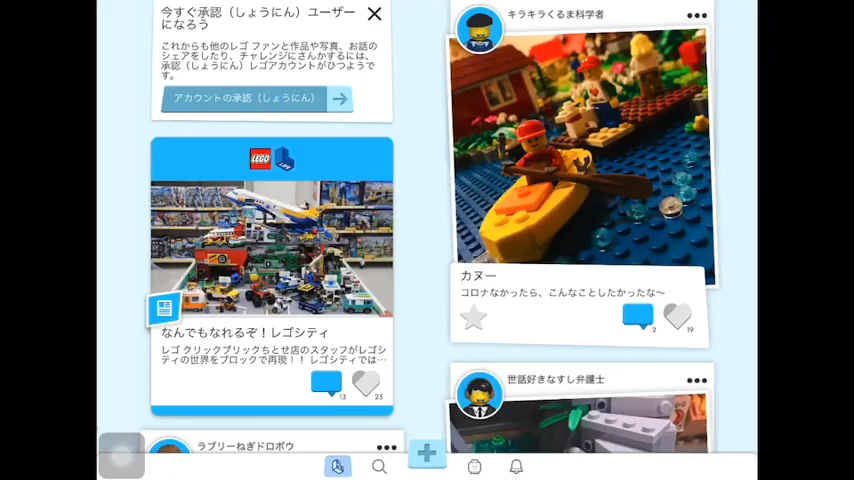 今すぐ承認（しょうにん）ユーザー
になろう
これからも他のレゴ ファンと作品や写真、お話の
シェアをしたり、チャレンジにさんかするには、
承認（しょうにん）レゴアカウントがひつようで
す。
アカウントの承認（しょうにん）
LEGO
LIFE
なんでもなれるぞ！レゴシティ
レゴ クリックブリックちとせ店のスタッフがレゴシ
ティの世界をブロックで再現！！ レゴシティでは…
13
23
ラブリーねぎドロボウ
キラキラくるま科学者
カヌー
コロナなかったら、こんなことしたかったな〜
2
19
世話好きなすし弁護士